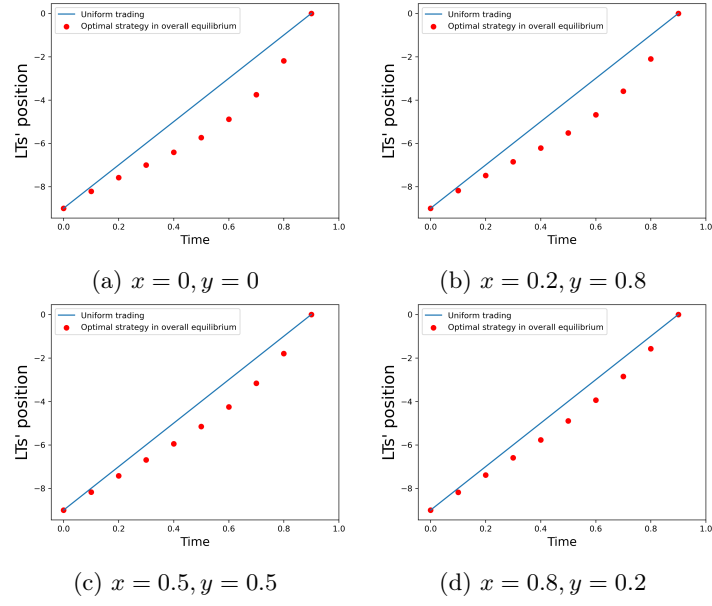 Uniform trading
Optimal strategy in overall equilibrium
LTs' position
0
−2
−4
−6
−8
0.0 0.2 0.4 0.6 0.8 1.0
Time
(a) x = 0, y = 0
Uniform trading
Optimal strategy in overall equilibrium
LTs' position
0
−2
−4
−6
−8
0.0 0.2 0.4 0.6 0.8 1.0
Time
(b) x = 0.2, y = 0.8
Uniform trading
Optimal strategy in overall equilibrium
LTs' position
0
−2
−4
−6
−8
0.0 0.2 0.4 0.6 0.8 1.0
Time
(c) x = 0.5, y = 0.5
Uniform trading
Optimal strategy in overall equilibrium
LTs' position
0
−2
−4
−6
−8
0.0 0.2 0.4 0.6 0.8 1.0
Time
(d) x = 0.8, y = 0.2